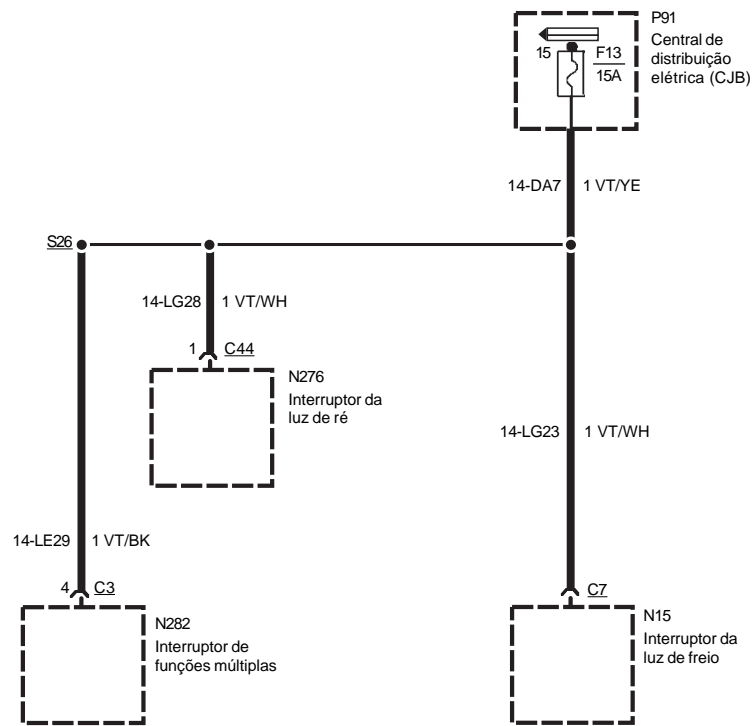 P91
Central de
distribuição
elétrica (CJB)
15
F13
15A
14-DA7
1 VT/YE
S26
14-LG28
1 VT/WH
1
C44
N276
Interruptor da
luz de ré
14-LG23
1 VT/WH
14-LE29
1 VT/BK
4
C3
N282
Interruptor de
funções múltiplas
C7
N15
Interruptor da
luz de freio